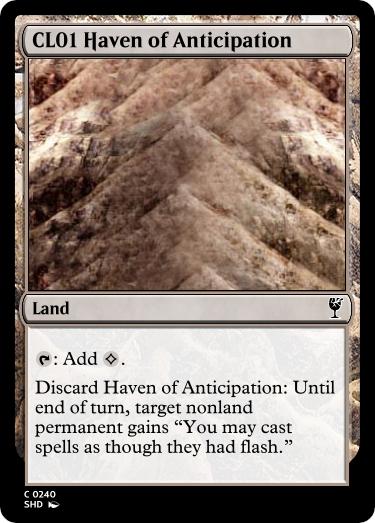 CL01 Haven of Anticipation
Land
: Add .
Discard Haven of Anticipation: Until
end of turn, target nonland
permanent gains “You may cast
spells as though they had flash.”
C 0240
SHD